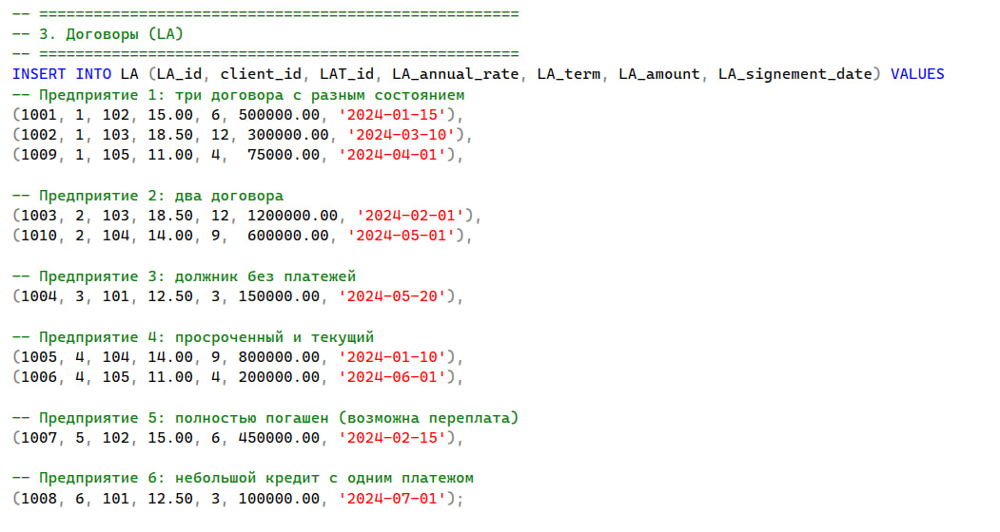 -- =====================================================
-- 3. Договоры (LA)
-- =====================================================
INSERT INTO LA (LA_id, client_id, LAT_id, LA_annual_rate, LA_term, LA_amount, LA_signement_date) VALUES
-- Предприятие 1: три договора с разным состоянием
(1001, 1, 102, 15.00, 6, 500000.00, '2024-01-15'),
(1002, 1, 103, 18.50, 12, 300000.00, '2024-03-10'),
(1009, 1, 105, 11.00, 4,  75000.00, '2024-04-01'),

-- Предприятие 2: два договора
(1003, 2, 103, 18.50, 12, 1200000.00, '2024-02-01'),
(1010, 2, 104, 14.00, 9,  600000.00, '2024-05-01'),

-- Предприятие 3: должник без платежей
(1004, 3, 101, 12.50, 3, 150000.00, '2024-05-20'),

-- Предприятие 4: просроченный и текущий
(1005, 4, 104, 14.00, 9, 800000.00, '2024-01-10'),
(1006, 4, 105, 11.00, 4, 200000.00, '2024-06-01'),

-- Предприятие 5: полностью погашен (возможна переплата)
(1007, 5, 102, 15.00, 6, 450000.00, '2024-02-15'),

-- Предприятие 6: небольшой кредит с одним платежом
(1008, 6, 101, 12.50, 3, 100000.00, '2024-07-01');